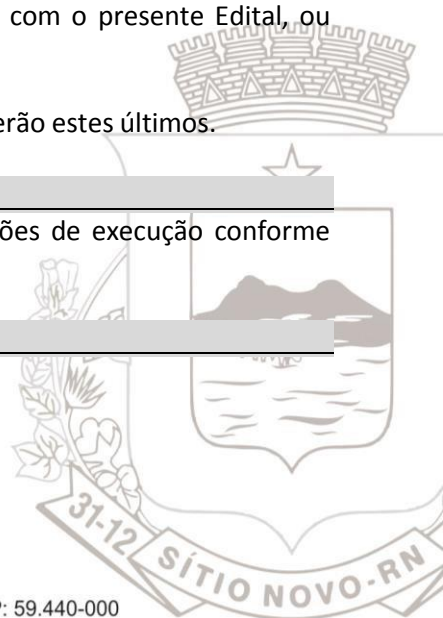 com o presente Edital, ou
erão estes últimos.
ões de execução conforme
31-12
SÍTIO NOVO-RN
: 59.440-000